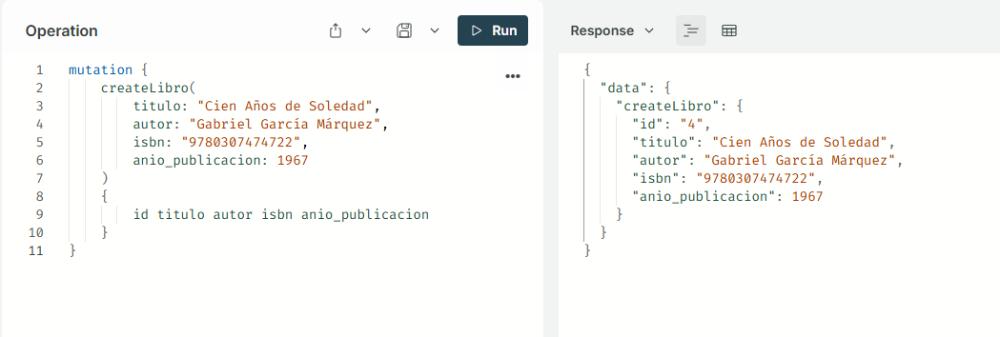 Operation
Run
1 mutation {
2 createLibro(
3 titulo: "Cien Años de Soledad",
4 autor: "Gabriel García Márquez",
5 isbn: "9780307474722",
6 anio_publicacion: 1967
7 )
8 {
9 id titulo autor isbn anio_publicacion
10 }
11 }
Response
{
"data": {
"createLibro": {
"id": "4",
"titulo": "Cien Años de Soledad",
"autor": "Gabriel García Márquez",
"isbn": "9780307474722",
"anio_publicacion": 1967
}
}
}